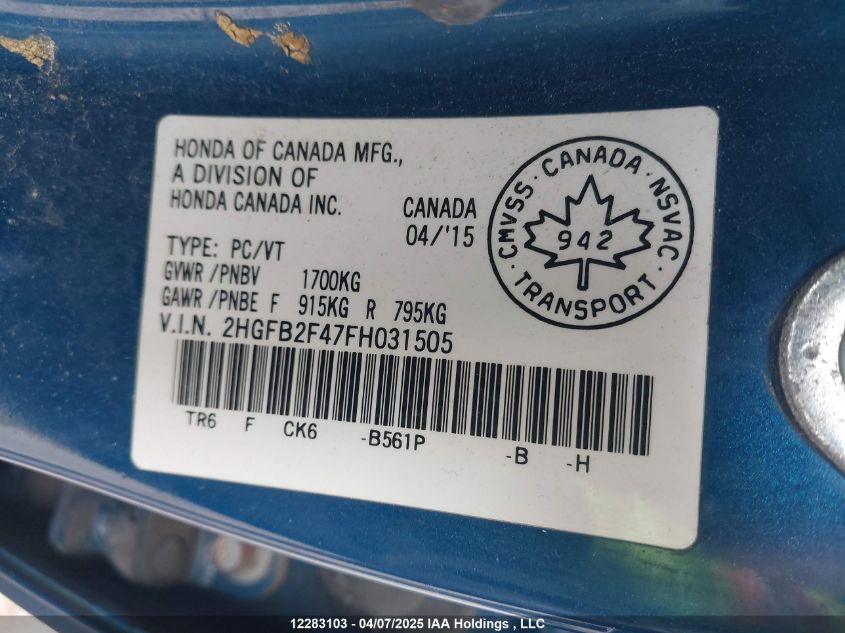 HONDA OF CANADA MFG.,
A DIVISION OF
HONDA CANADA INC.
CANADA
04/'15
TYPE: PC/VT
GVWR /PNBV 1700KG
GAWR /PNBE F 915KG R 795KG
V.I.N. 2HGFB2F47FH031505
TR6 F CK6 -B561P -B -H
CMVSS · CANADA · NSVAC · TRANSPORT ·
942
12283103 - 04/07/2025 IAA Holdings , LLC